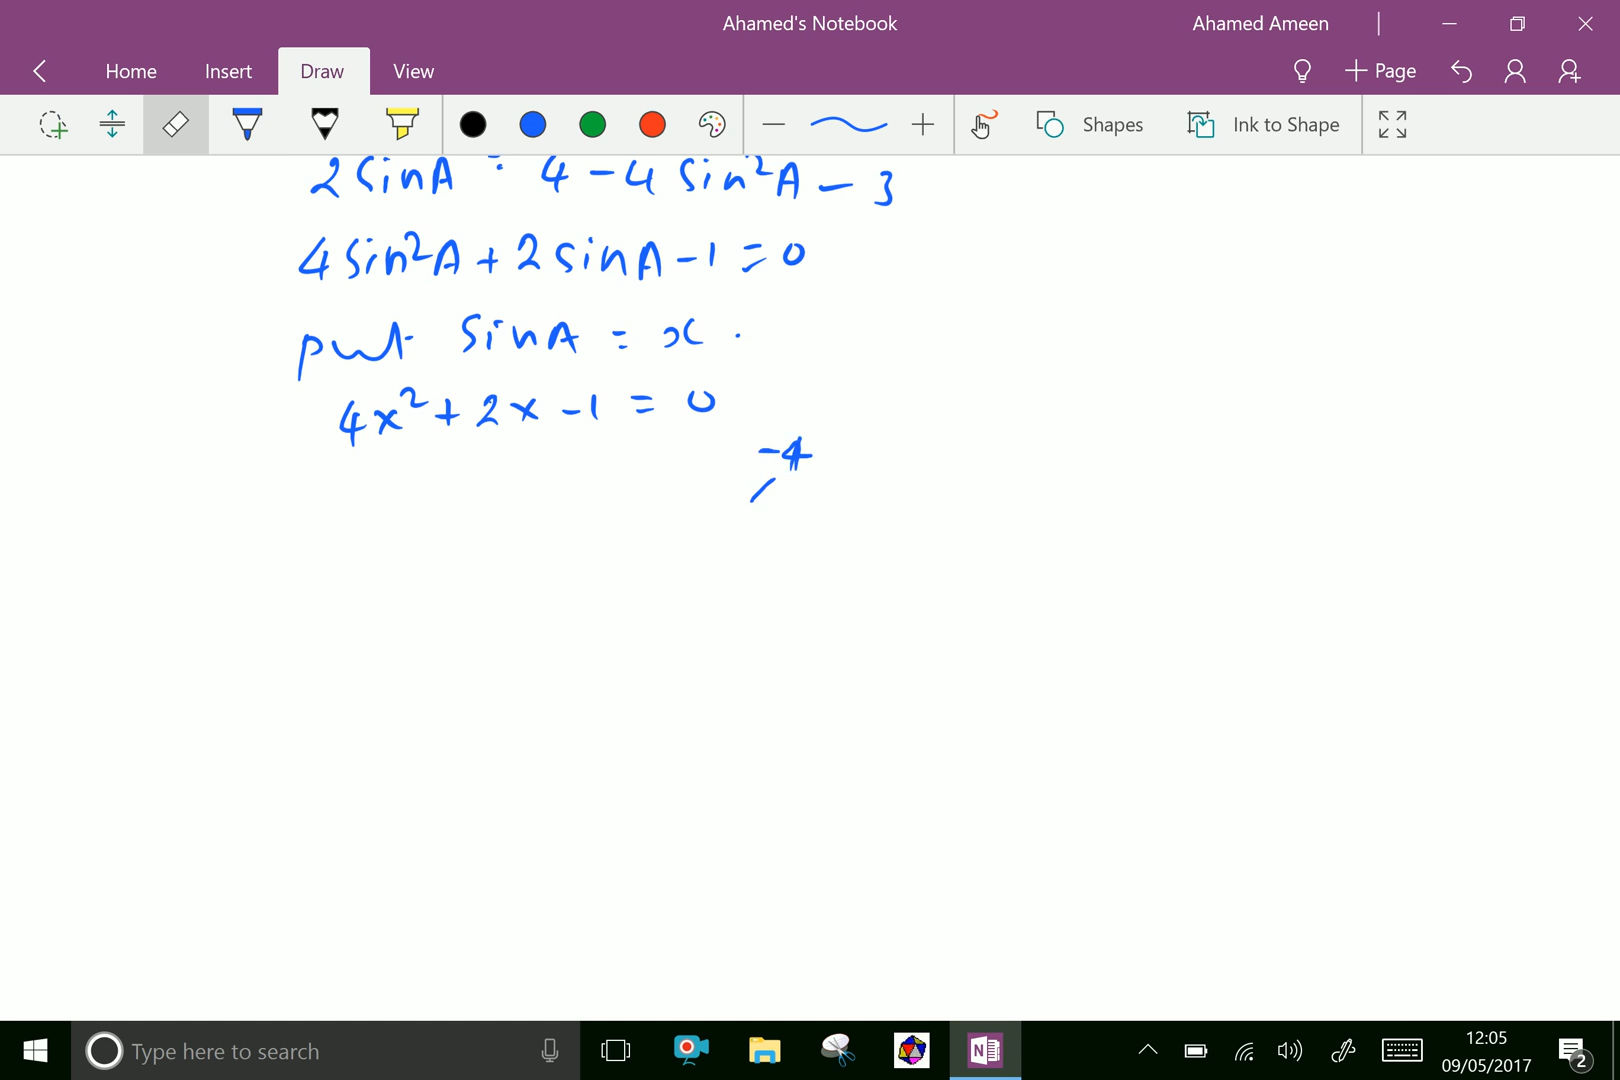 Ahamed's Notebook Ahamed Ameen
Home Insert Draw View Page
Shapes Ink to Shape
2 sinA = 4 - 4 sin²A - 3
4 sin²A + 2 sinA - 1 = 0
put sinA = x .
4x² + 2x - 1 = 0
-4
Type here to search
N
12:05
09/05/2017
2